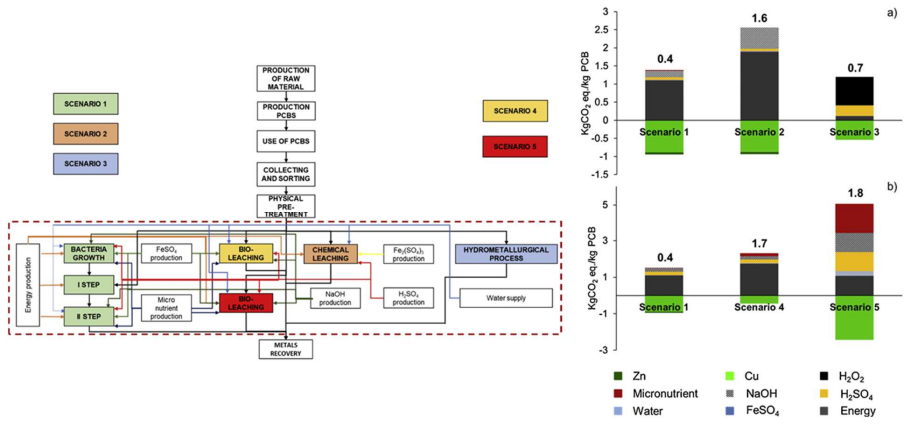 PRODUCTION
OF RAW
MATERIAL
PRODUCTION
PCBS
USE OF PCBS
COLLECTING
AND SORTING
PHYSICAL
PRE-
TREATMENT
SCENARIO 1
SCENARIO 2
SCENARIO 3
SCENARIO 4
SCENARIO 5
Energy production
BACTERIA
GROWTH
I STEP
II STEP
FeSO₄
production
Micro
nutrient
production
BIO-
LEACHING
BIO-
LEACHING
CHEMICAL
LEACHING
NaOH
production
Fe₂(SO₄)₃
production
H₂SO₄
production
HYDROMETALLURGICAL
PROCESS
Water supply
METALS
RECOVERY
a)
KgCO₂ eq./kg PCB
3
2.5
2
1.5
1
0.5
0
-0.5
-1
-1.5
0.4
1.6
0.7
Scenario 1
Scenario 2
Scenario 3
b)
KgCO₂ eq./kg PCB
5
3
1
-1
-3
0.4
1.7
1.8
Scenario 1
Scenario 4
Scenario 5
Zn
Cu
H₂O₂
Micronutrient
NaOH
H₂SO₄
Water
FeSO₄
Energy